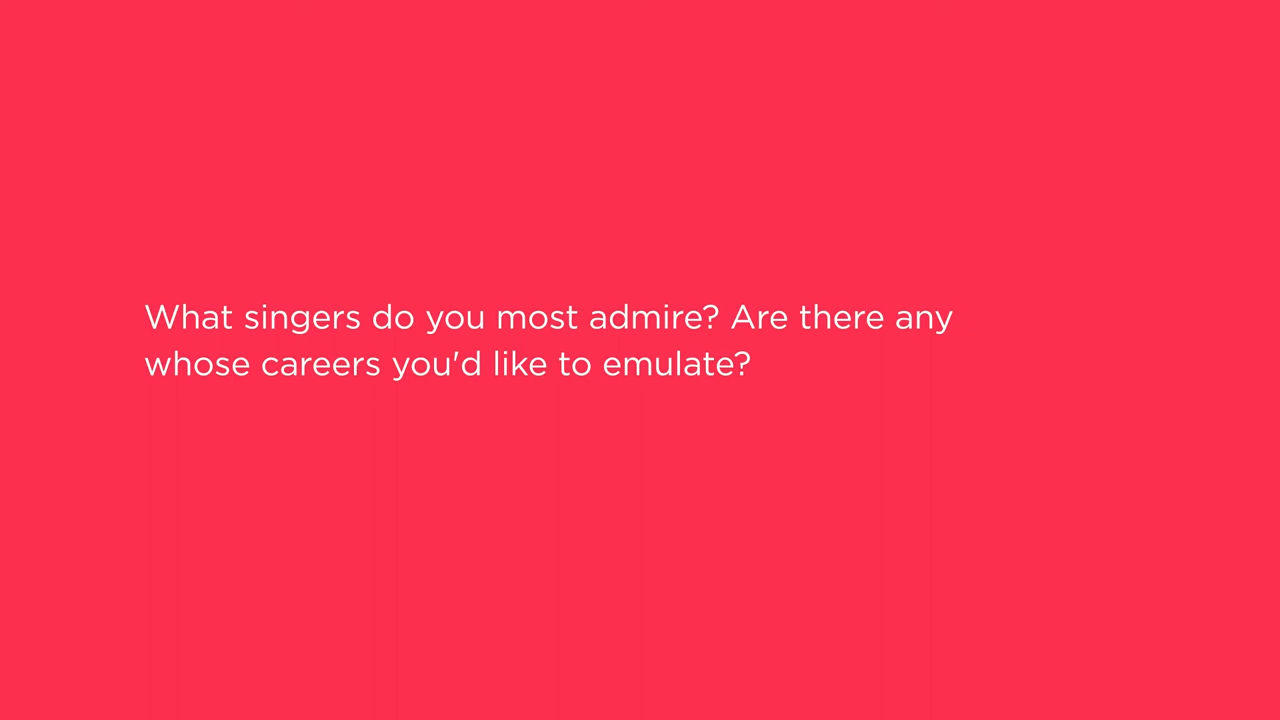 What singers do you most admire? Are there any
whose careers you'd like to emulate?